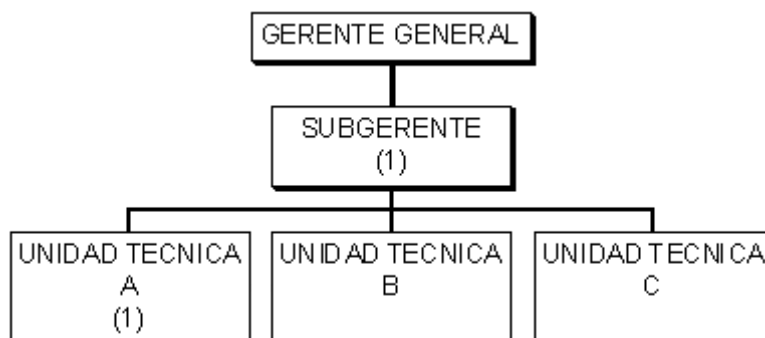 GERENTE GENERAL
SUBGERENTE
(1)
UNIDAD TECNICA
A
(1)
UNIDAD TECNICA
B
UNIDAD TECNICA
C